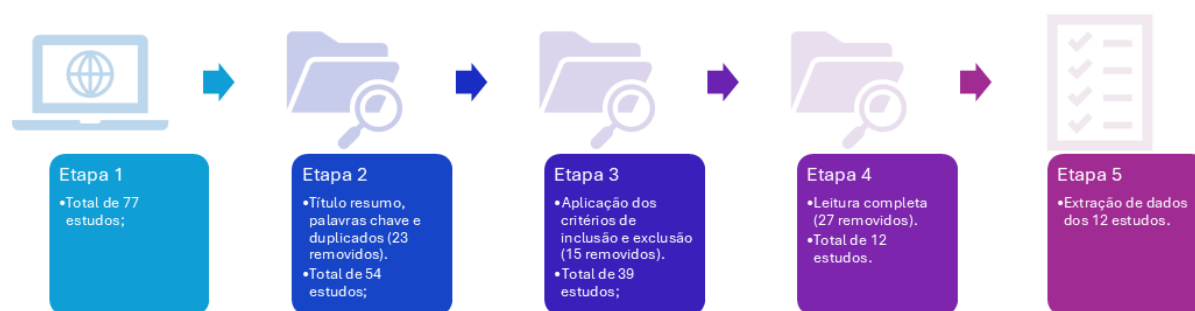 Etapa 1
•Total de 77
estudos;
Etapa 2
•Título resumo,
palavras chave e
duplicados (23
removidos).
•Total de 54
estudos;
Etapa 3
•Aplicação dos
critérios de
inclusão e exclusão
(15 removidos).
•Total de 39
estudos;
Etapa 4
•Leitura completa
(27 removidos).
•Total de 12
estudos.
Etapa 5
•Extração de dados
dos 12 estudos.